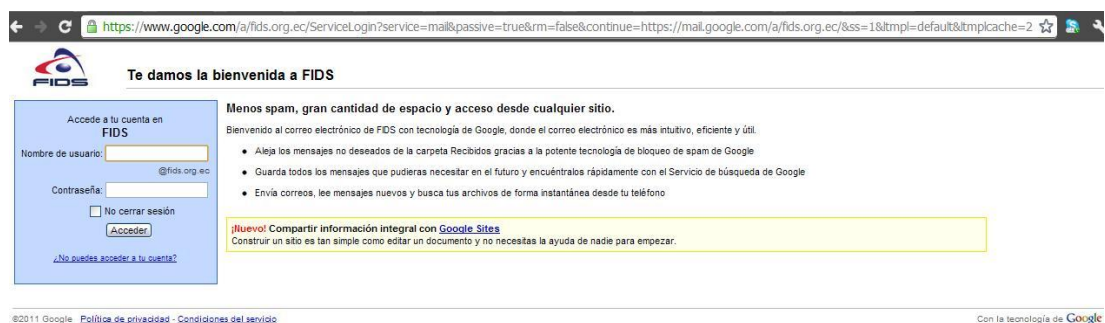 https://www.google.com/a/fids.org.ec/ServiceLogin?service=mail&passive=true&rm=false&continue=https://mail.google.com/a/fids.org.ec/&ss=1&ltmpl=default&ltmplcache=2
FIDS
Te damos la bienvenida a FIDS
Accede a tu cuenta en
FIDS
Nombre de usuario:
@fids.org.ec
Contraseña:
No cerrar sesión
Acceder
¿No puedes acceder a tu cuenta?
Menos spam, gran cantidad de espacio y acceso desde cualquier sitio.
Bienvenido al correo electrónico de FIDS con tecnología de Google, donde el correo electrónico es más intuitivo, eficiente y útil.
• Aleja los mensajes no deseados de la carpeta Recibidos gracias a la potente tecnología de bloqueo de spam de Google
• Guarda todos los mensajes que pudieras necesitar en el futuro y encuéntralos rápidamente con el Servicio de búsqueda de Google
• Envía correos, lee mensajes nuevos y busca tus archivos de forma instantánea desde tu teléfono
¡Nuevo! Compartir información integral con Google Sites
Construir un sitio es tan simple como editar un documento y no necesitas la ayuda de nadie para empezar.
©2011 Google Política de privacidad - Condiciones del servicio
Con la tecnología de Google